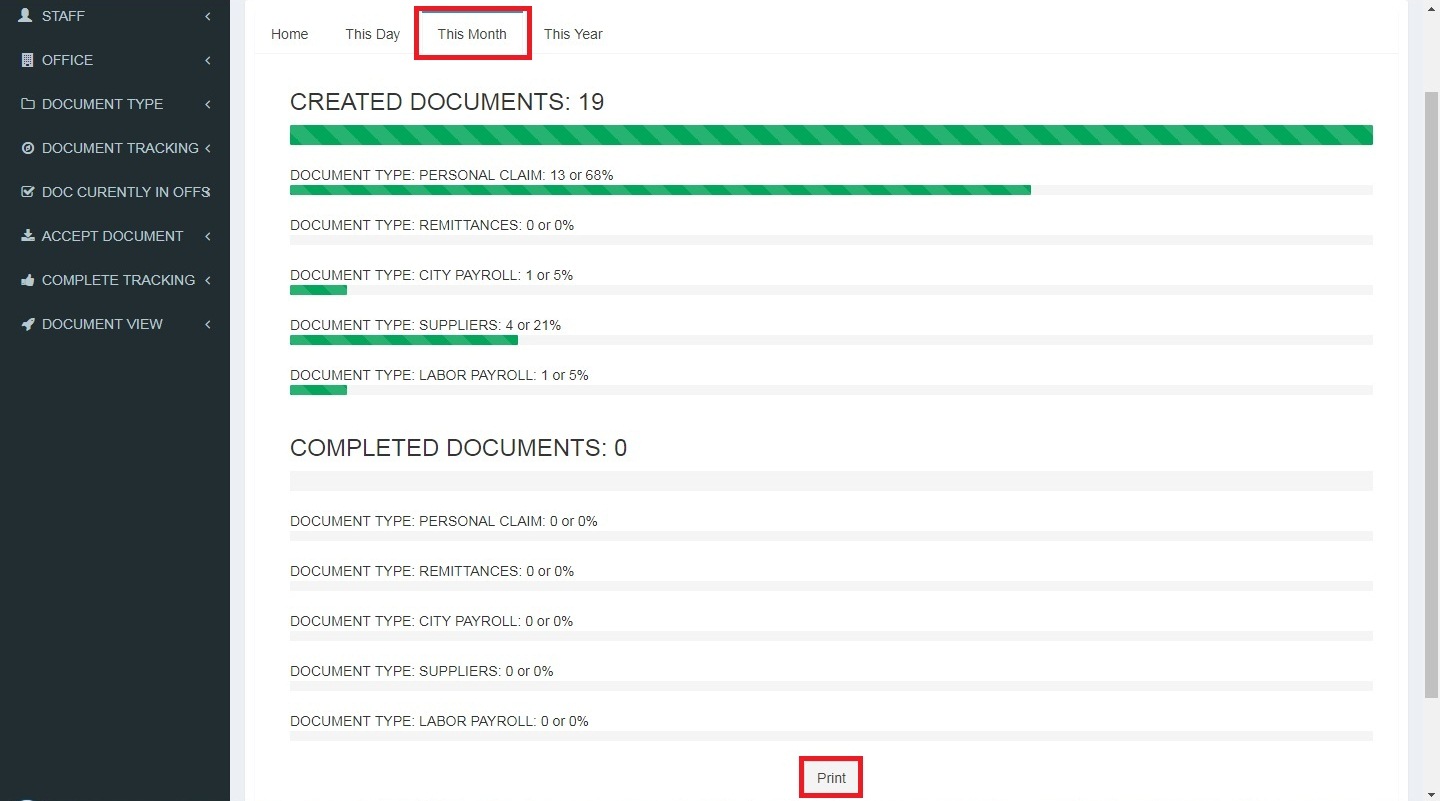 STAFF
OFFICE
DOCUMENT TYPE
DOCUMENT TRACKING
DOC CURENTLY IN OFFS
ACCEPT DOCUMENT
COMPLETE TRACKING
DOCUMENT VIEW
Home This Day This Month This Year
CREATED DOCUMENTS: 19
DOCUMENT TYPE: PERSONAL CLAIM: 13 or 68%
DOCUMENT TYPE: REMITTANCES: 0 or 0%
DOCUMENT TYPE: CITY PAYROLL: 1 or 5%
DOCUMENT TYPE: SUPPLIERS: 4 or 21%
DOCUMENT TYPE: LABOR PAYROLL: 1 or 5%
COMPLETED DOCUMENTS: 0
DOCUMENT TYPE: PERSONAL CLAIM: 0 or 0%
DOCUMENT TYPE: REMITTANCES: 0 or 0%
DOCUMENT TYPE: CITY PAYROLL: 0 or 0%
DOCUMENT TYPE: SUPPLIERS: 0 or 0%
DOCUMENT TYPE: LABOR PAYROLL: 0 or 0%
Print